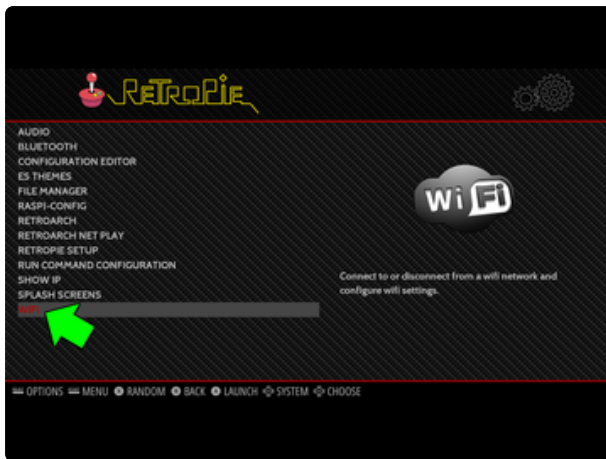 RETROPIE
AUDIO
BLUETOOTH
CONFIGURATION EDITOR
ES THEMES
FILE MANAGER
RASPI-CONFIG
RETROARCH
RETROARCH NET PLAY
RETROPIE SETUP
RUN COMMAND CONFIGURATION
SHOW IP
SPLASH SCREENS
WIFI
Wi Fi
Connect to or disconnect from a wifi network and
configure wifi settings.
OPTIONS MENU RANDOM BACK LAUNCH SYSTEM CHOOSE